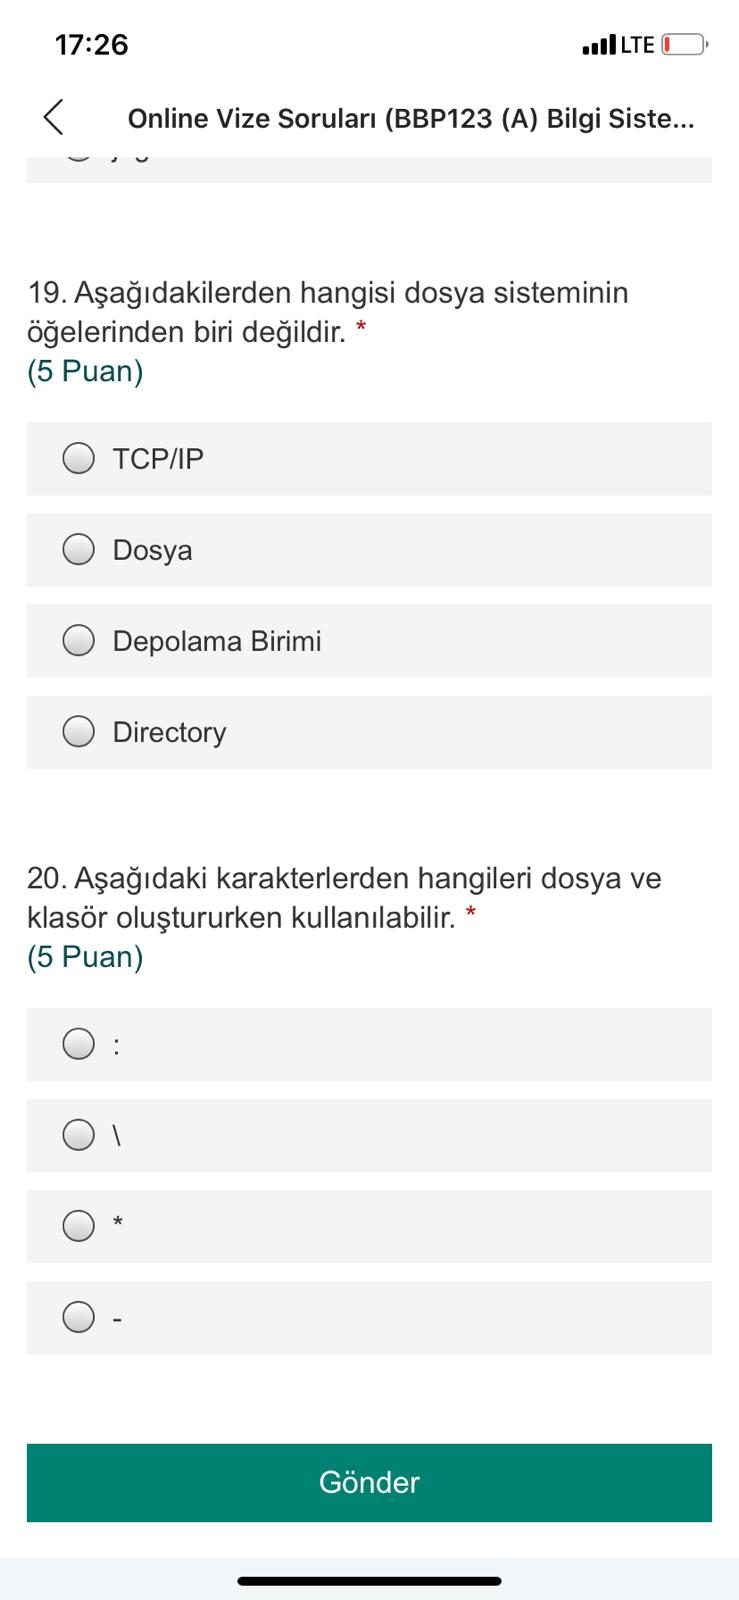 17:26
LTE
Online Vize Soruları (BBP123 (A) Bilgi Siste...
19. Aşağıdakilerden hangisi dosya sisteminin
öğelerinden biri değildir. *
(5 Puan)
TCP/IP
Dosya
Depolama Birimi
Directory
20. Aşağıdaki karakterlerden hangileri dosya ve
klasör oluştururken kullanılabilir. *
(5 Puan)
:
\
*
-
Gönder